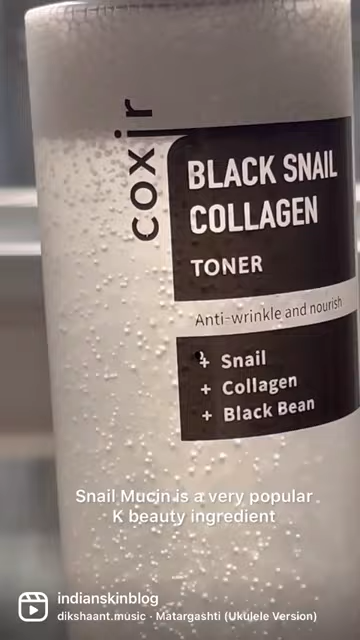 coxir
BLACK SNAIL
COLLAGEN
TONER
Anti-wrinkle and nourish
+ Snail
+ Collagen
+ Black Bean
Snail Mucin is a very popular
K beauty ingredient
indianskinblog
dikshaant.music · Matargashti (Ukulele Version)